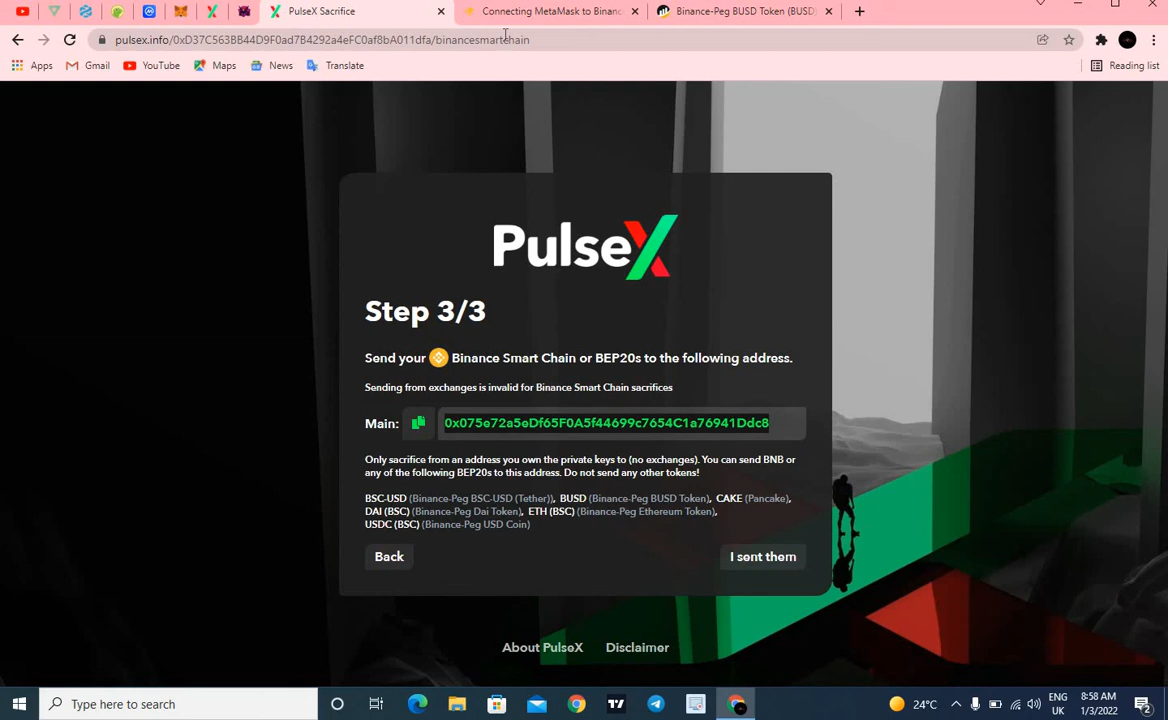 PulseX Sacrifice
Connecting MetaMask to Binanc
Binance-Peg BUSD Token (BUSD)
pulsex.info/0xD37C563BB44D9F0ad7B4292a4eFC0af8bA011dfa/binancesmartchain
Apps
Gmail
YouTube
Maps
News
Translate
Reading list
PulseX
Step 3/3
Send your Binance Smart Chain or BEP20s to the following address.
Sending from exchanges is invalid for Binance Smart Chain sacrifices
Main: 0x075e72a5eDf65F0A5f44699c7654C1a76941Ddc8
Only sacrifice from an address you own the private keys to (no exchanges). You can send BNB or
any of the following BEP20s to this address. Do not send any other tokens!
BSC-USD (Binance-Peg BSC-USD (Tether)), BUSD (Binance-Peg BUSD Token), CAKE (Pancake),
DAI (BSC) (Binance-Peg Dai Token), ETH (BSC) (Binance-Peg Ethereum Token),
USDC (BSC) (Binance-Peg USD Coin)
Back
I sent them
About PulseX
Disclaimer
Type here to search
24°C
ENG
UK
8:58 AM
1/3/2022
2